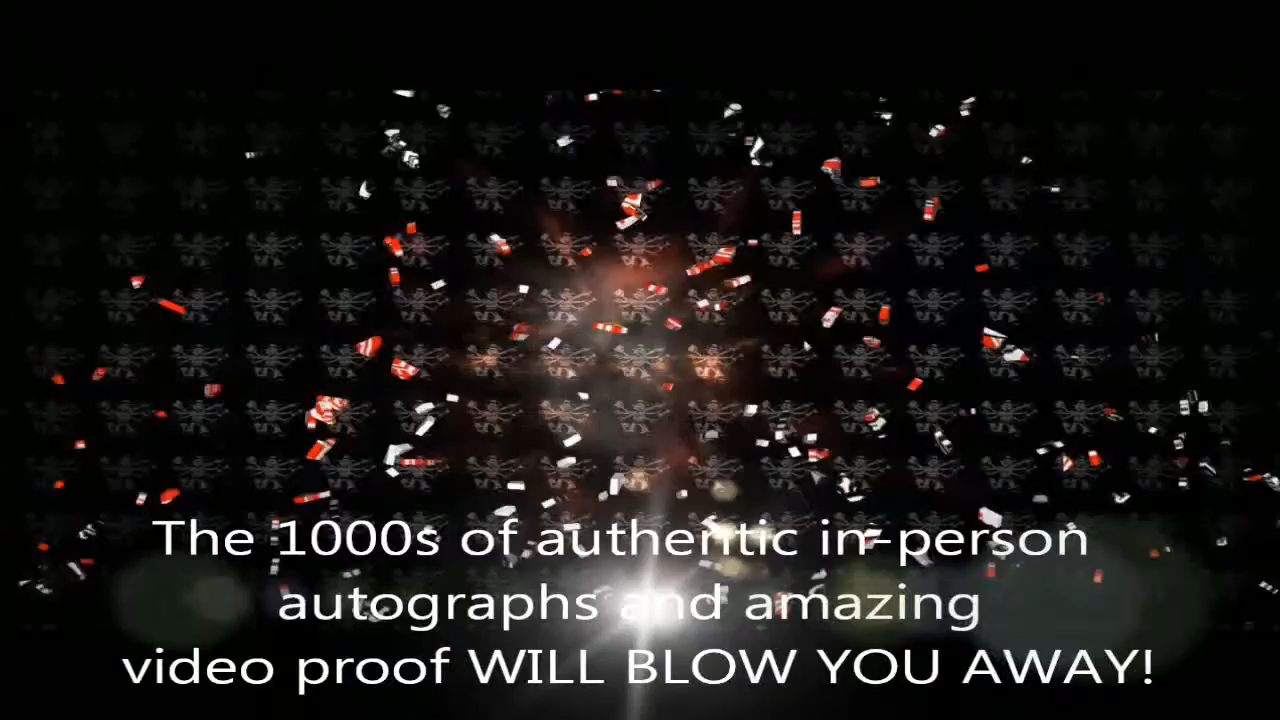 The 1000s of authentic in-person
autographs and amazing
video proof WILL BLOW YOU AWAY!